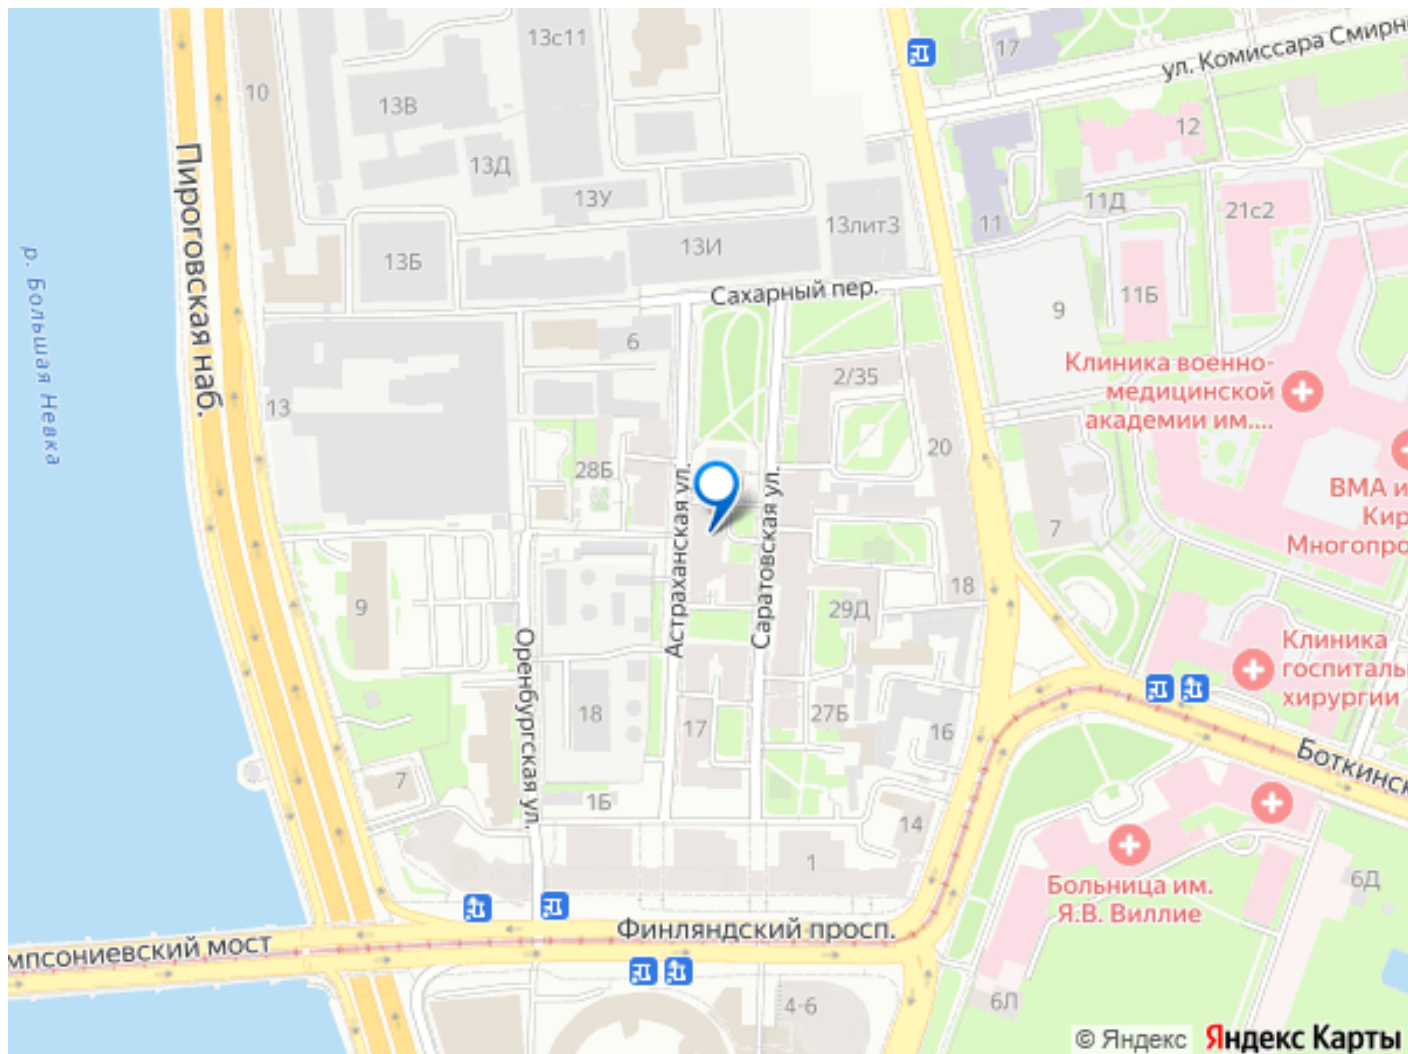 13с11
17
ул. Комиссара Смирн
10
13В
12
13Д
13У
11Д
21с2
11
13лит3
13И
13Б
Пироговская наб.
р. Большая Невка
Сахарный пер.
11Б
9
6
Клиника военно-
медицинской
академии им....
2/35
13
20
28Б
ВМА и
Кир
Многопро
Астраханская ул.
Саратовская ул.
7
18
9
29Д
Оренбургская ул.
Клиника
госпиталь
хирургии
18
17
27Б
16
Боткинск
7
1Б
14
1
Больница им.
Я.В. Виллие
6Д
Финляндский просп.
мпсониевский мост
4-6
6Л
© Яндекс Яндекс Карты